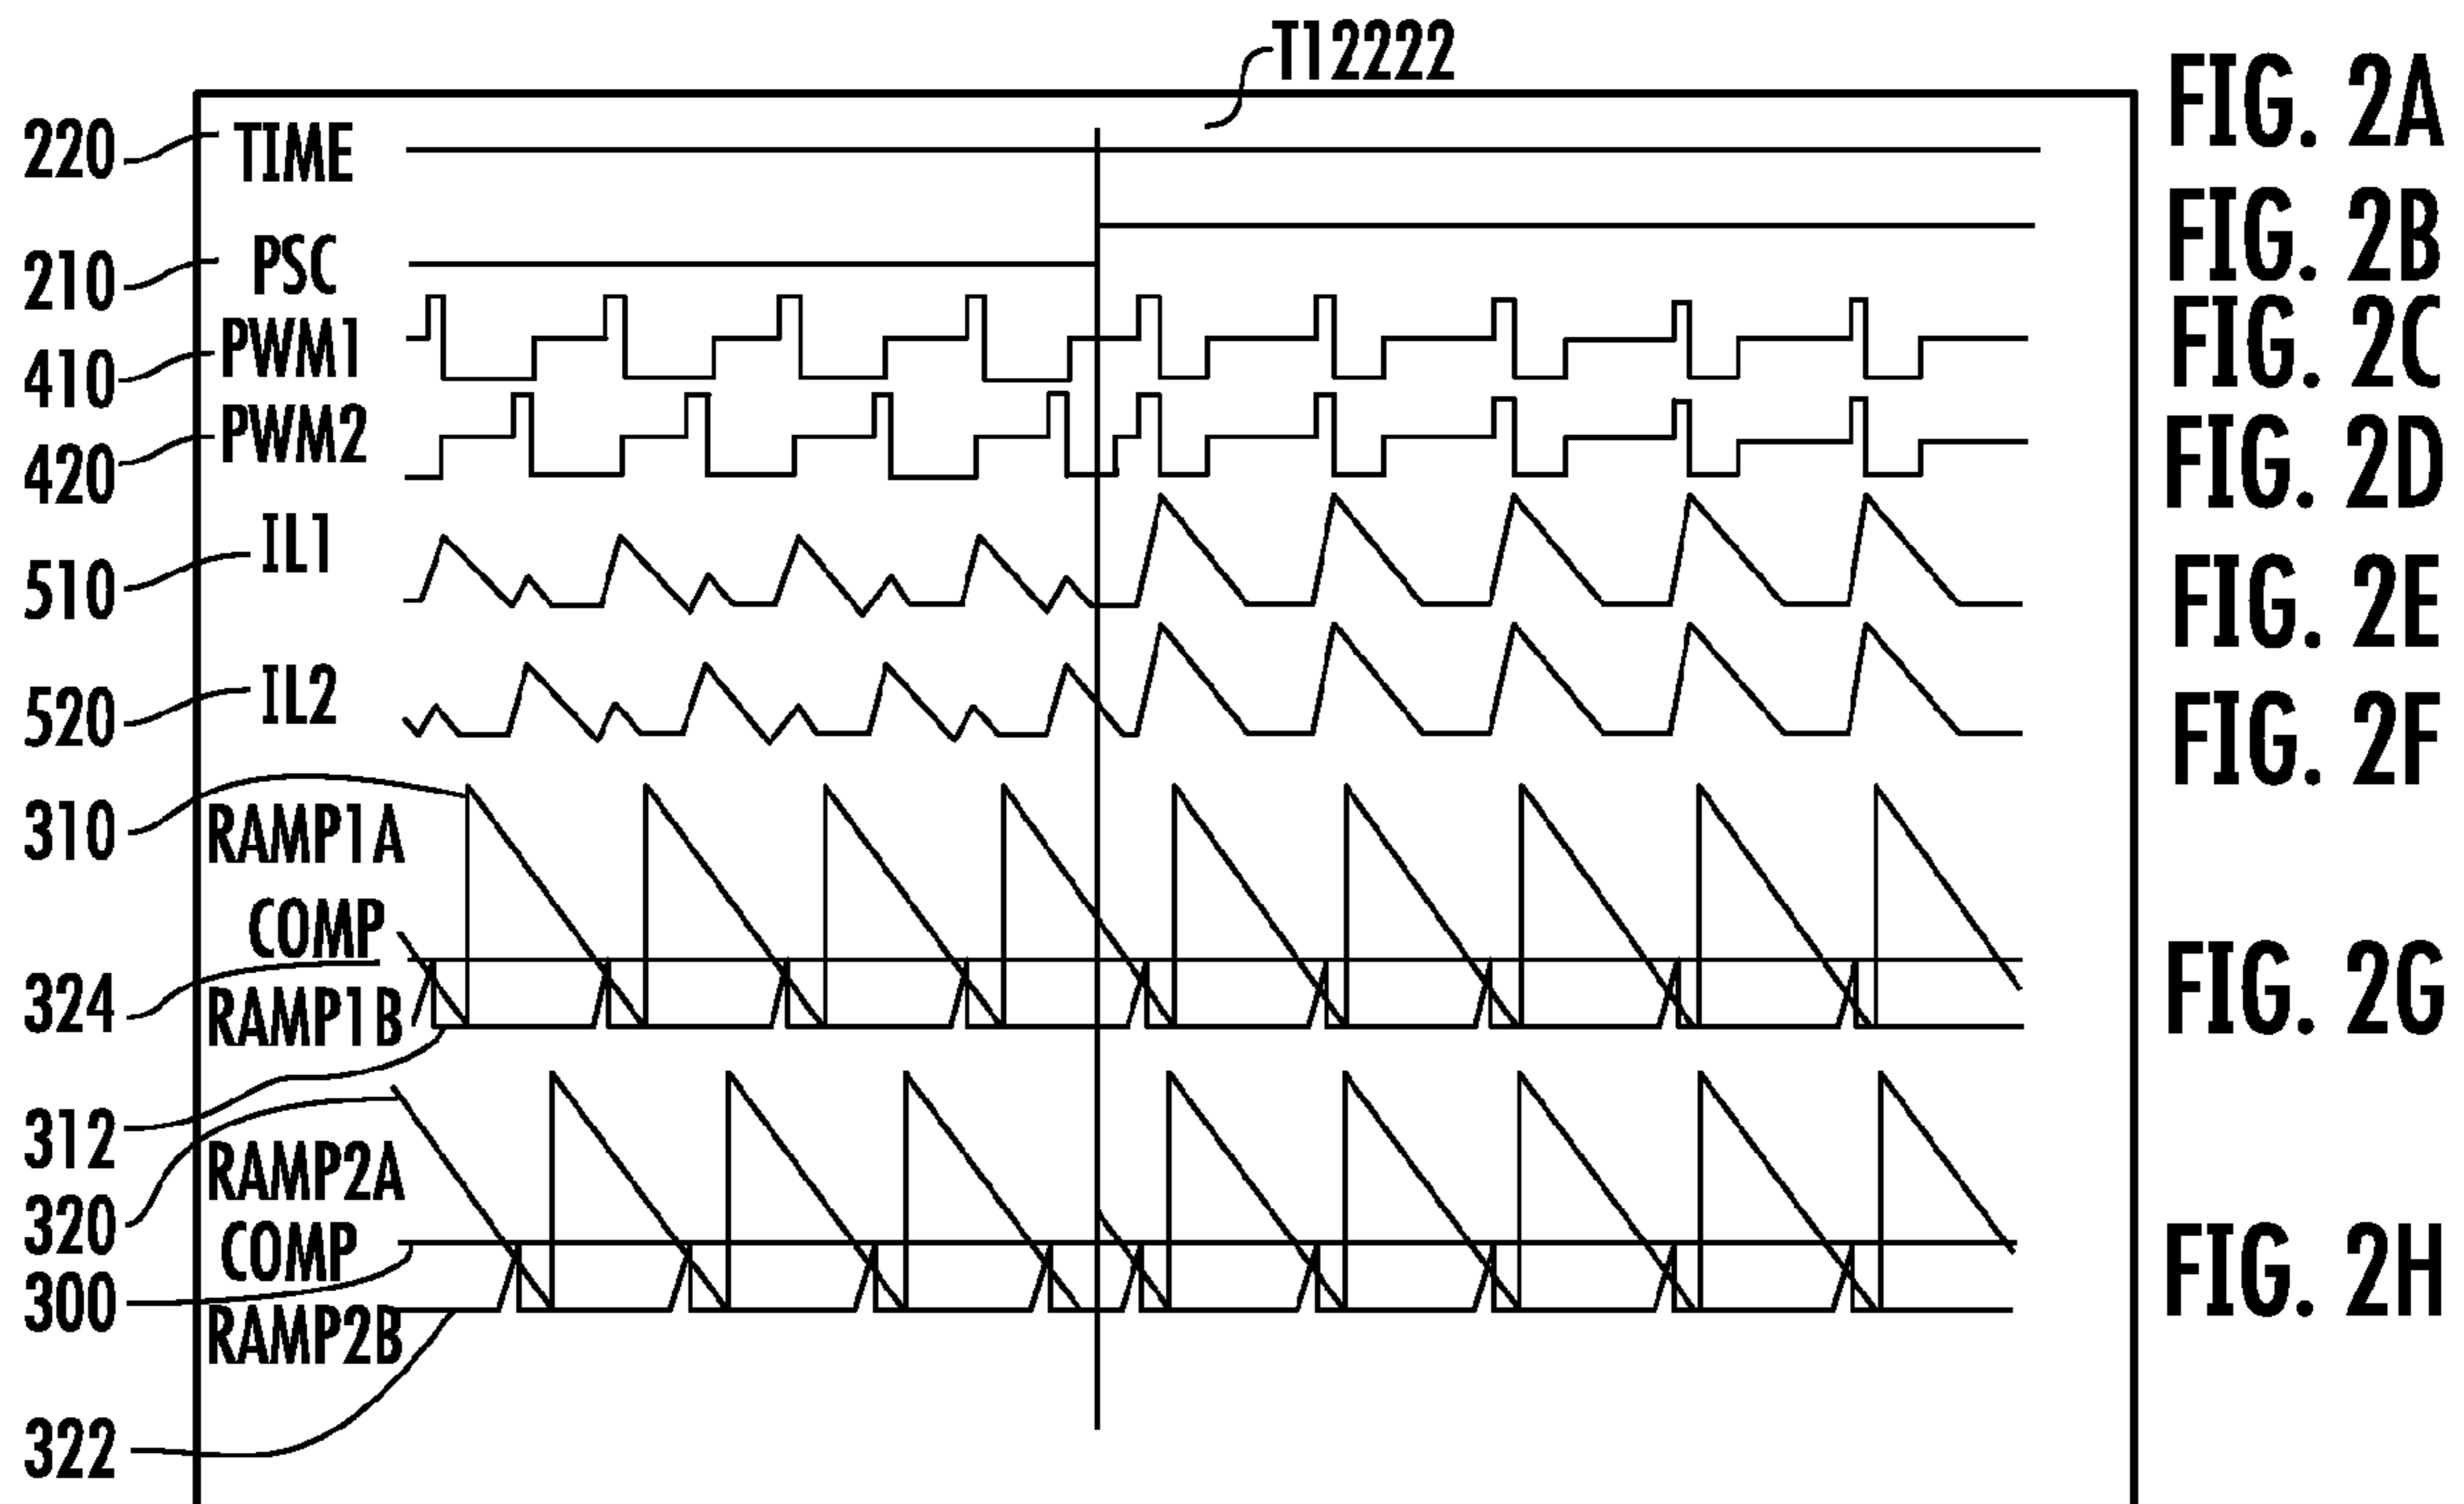 T1 2222
FIG. 2A
220 TIME
FIG. 2B
210 PSC
FIG. 2C
410 PWM1
FIG. 2D
420 PWM2
510 IL1
FIG. 2E
520 IL2
FIG. 2F
310 RAMP1A
COMP
FIG. 2G
324 RAMP1B
312
RAMP2A
320
COMP
FIG. 2H
300
RAMP2B
322